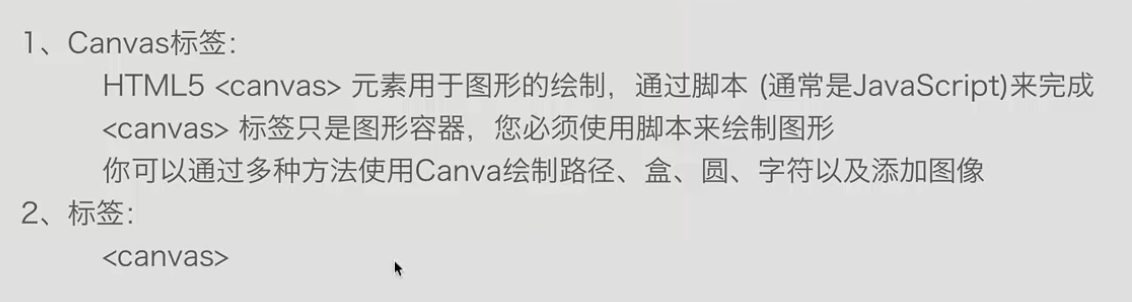 1、Canvas标签：
HTML5 <canvas> 元素用于图形的绘制，通过脚本 (通常是JavaScript)来完成
<canvas> 标签只是图形容器，您必须使用脚本来绘制图形
你可以通过多种方法使用Canva绘制路径、盒、圆、字符以及添加图像
2、标签：
<canvas>